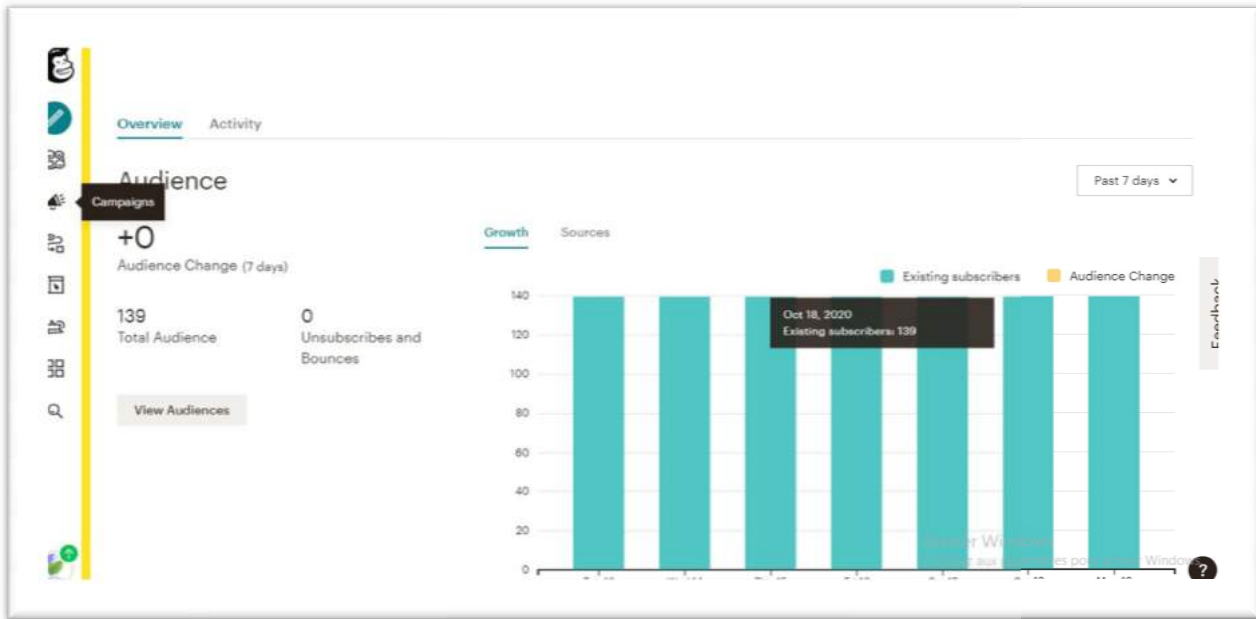 Overview Activity
Audience
Past 7 days
Campaigns
+0
Audience Change (7 days)
139
Total Audience
0
Unsubscribes and
Bounces
View Audiences
Growth Sources
Existing subscribers Audience Change
140
120
100
80
60
40
20
0
Oct 18, 2020
Existing subscribers: 139
Feedback
Windows
?